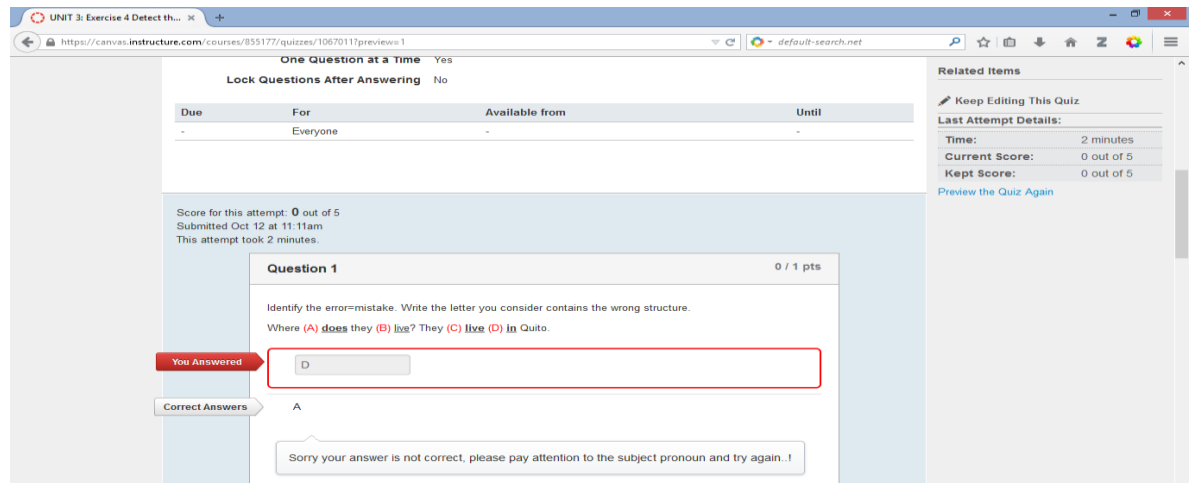 UNIT 3: Exercise 4 Detect th... × +
https://canvas.instructure.com/courses/855177/quizzes/1067011?preview=1
default-search.net
One Question at a Time Yes
Lock Questions After Answering No
Due For Available from Until
- Everyone - -
Related Items
Keep Editing This Quiz
Last Attempt Details:
Time: 2 minutes
Current Score: 0 out of 5
Kept Score: 0 out of 5
Preview the Quiz Again
Score for this attempt: 0 out of 5
Submitted Oct 12 at 11:11am
This attempt took 2 minutes.
Question 1 0 / 1 pts
Identify the error=mistake. Write the letter you consider contains the wrong structure.
Where (A) does they (B) live? They (C) live (D) in Quito.
You Answered D
Correct Answers A
Sorry your answer is not correct, please pay attention to the subject pronoun and try again..!